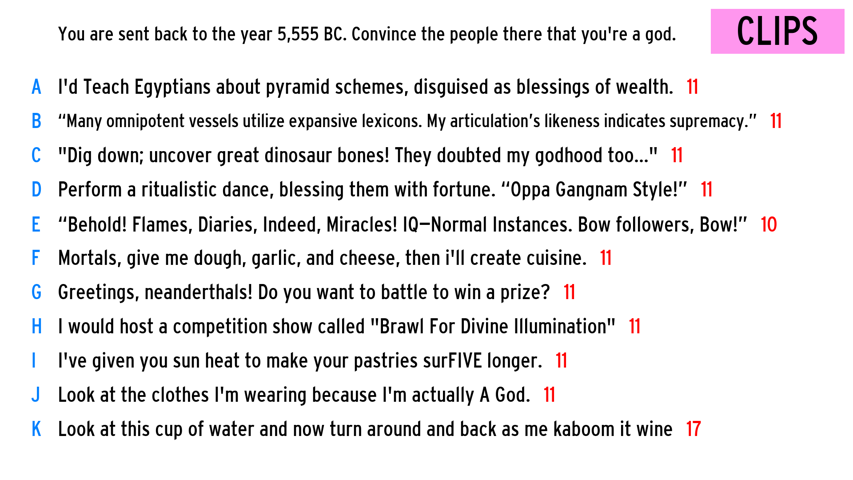 You are sent back to the year 5,555 BC. Convince the people there that you're a god.
CLIPS
A I'd Teach Egyptians about pyramid schemes, disguised as blessings of wealth. 11
B “Many omnipotent vessels utilize expansive lexicons. My articulation’s likeness indicates supremacy.” 11
C "Dig down; uncover great dinosaur bones! They doubted my godhood too..." 11
D Perform a ritualistic dance, blessing them with fortune. “Oppa Gangnam Style!” 11
E “Behold! Flames, Diaries, Indeed, Miracles! IQ—Normal Instances. Bow followers, Bow!” 10
F Mortals, give me dough, garlic, and cheese, then i'll create cuisine. 11
G Greetings, neanderthals! Do you want to battle to win a prize? 11
H I would host a competition show called "Brawl For Divine Illumination" 11
I I've given you sun heat to make your pastries surFIVE longer. 11
J Look at the clothes I'm wearing because I'm actually A God. 11
K Look at this cup of water and now turn around and back as me kaboom it wine 17